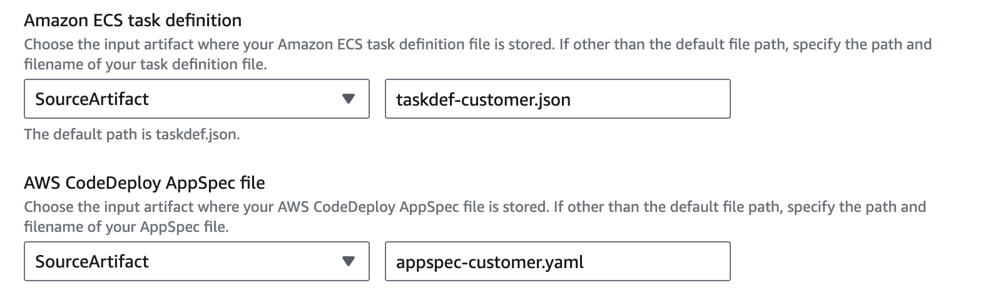 Amazon ECS task definition
Choose the input artifact where your Amazon ECS task definition file is stored. If other than the default file path, specify the path and
filename of your task definition file.
SourceArtifact
taskdef-customer.json
The default path is taskdef.json.
AWS CodeDeploy AppSpec file
Choose the input artifact where your AWS CodeDeploy AppSpec file is stored. If other than the default file path, specify the path and
filename of your AppSpec file.
SourceArtifact
appspec-customer.yaml